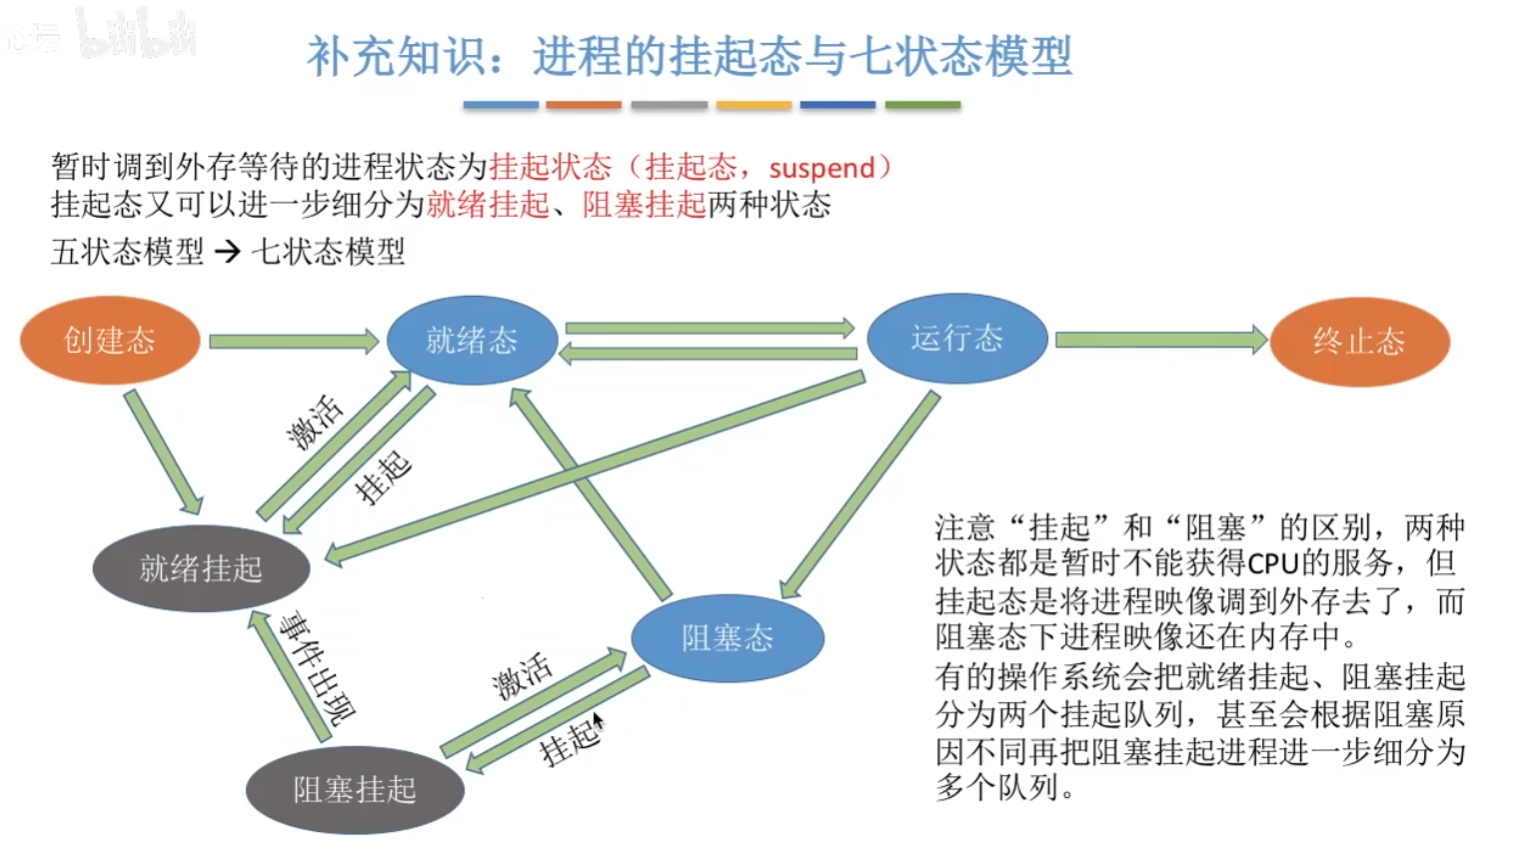 论坛 bilibili
补充知识：进程的挂起态与七状态模型
暂时调到外存等待的进程状态为挂起状态（挂起态，suspend）
挂起态又可以进一步细分为就绪挂起、阻塞挂起两种状态
五状态模型→七状态模型
创建态
就绪态
运行态
终止态
激活
挂起
就绪挂起
事件出现
阻塞态
激活
挂起
阻塞挂起
注意“挂起”和“阻塞”的区别，两种
状态都是暂时不能获得CPU的服务，但
挂起态是将进程映像调到外存去了，而
阻塞态下进程映像还在内存中。
有的操作系统会把就绪挂起、阻塞挂起
分为两个挂起队列，甚至会根据阻塞原
因不同再把阻塞挂起进程进一步细分为
多个队列。